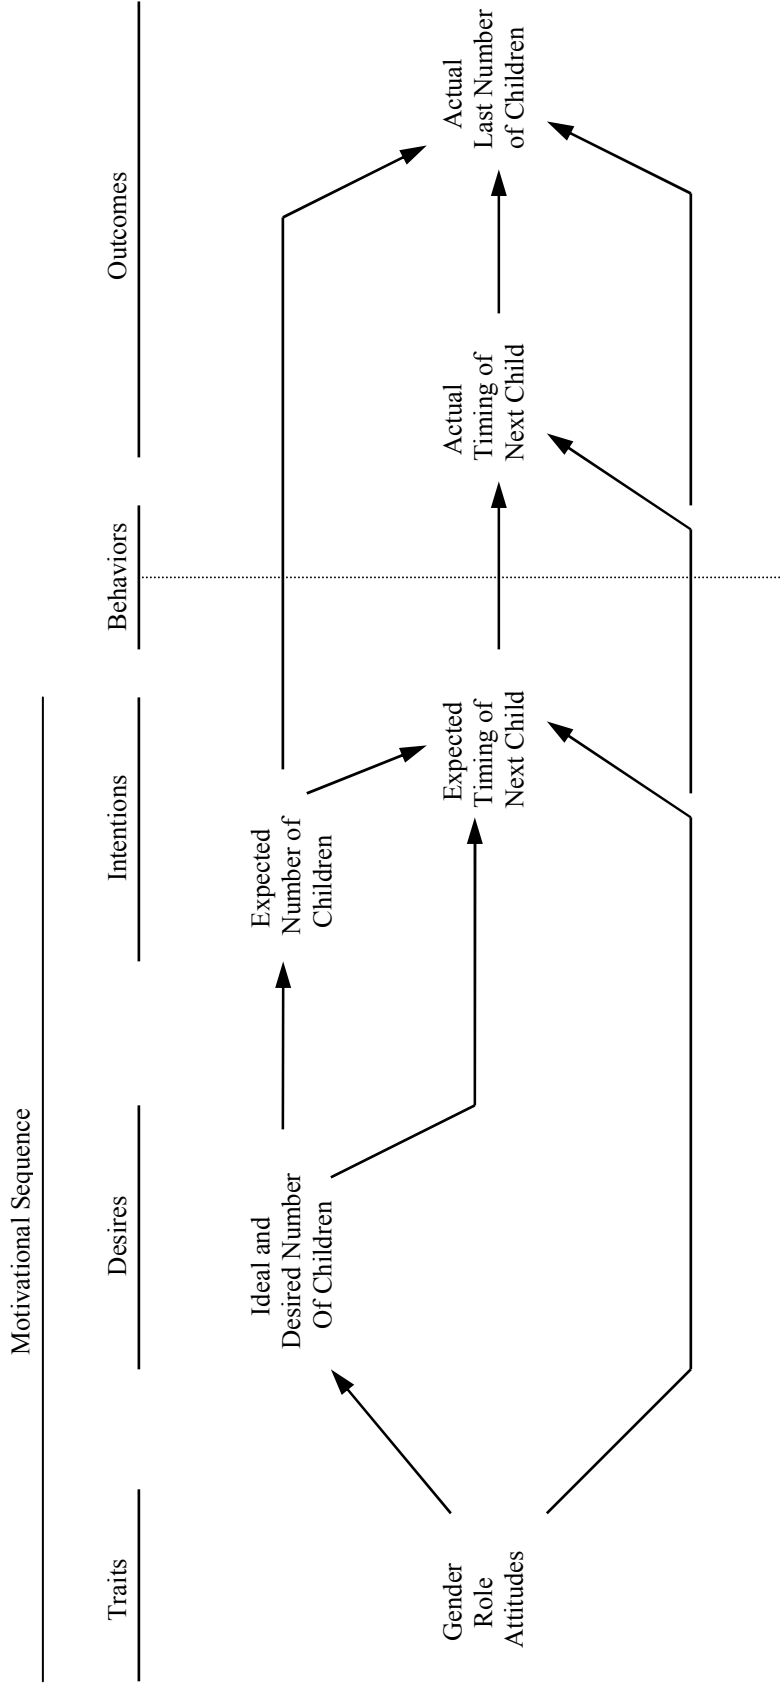 Motivational Sequence
Traits
Desires
Intentions
Behaviors
Outcomes
Gender
Role
Attitudes
Ideal and
Desired Number
Of Children
Expected
Number of
Children
Expected
Timing of
Next Child
Actual
Timing of
Next Child
Actual
Last Number
of Children